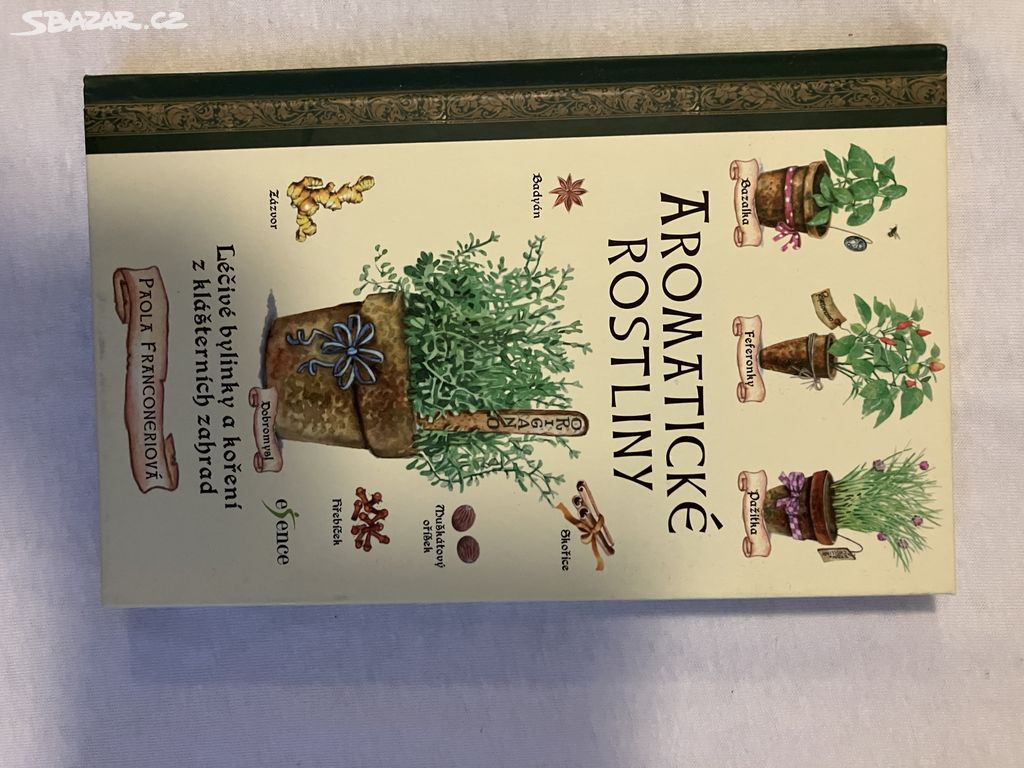 SBAZAR.CZ
Bazalka
Feferonky
Pažitka
AROMATICKÉ
ROSTLINY
Badyán
Skořice
Zázvor
ORIGANO
Muškátový
oříšek
Hřebíček
Dobromysl
Léčivé bylinky a koření
z klášterních zahrad
essence
PAOLA FRANCONERIOVÁ